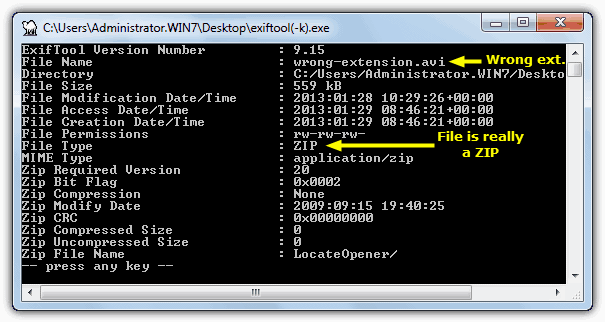 C:\Users\Administrator.WIN7\Desktop\exiftool(-k).exe
ExifTool Version Number : 9.15
File Name : wrong-extension.avi
Wrong ext.
Directory : C:/Users/Administrator.WIN7/Deskto
File Size : 559 kB
File Modification Date/Time : 2013:01:28 10:29:26+00:00
File Access Date/Time : 2013:01:29 08:46:21+00:00
File Creation Date/Time : 2013:01:29 08:46:21+00:00
File Permissions : rw-rw-rw-
File Type : ZIP
File is really
a ZIP
MIME Type : application/zip
Zip Required Version : 20
Zip Bit Flag : 0x0002
Zip Compression : None
Zip Modify Date : 2009:09:15 19:40:25
Zip CRC : 0x00000000
Zip Compressed Size : 0
Zip Uncompressed Size : 0
Zip File Name : LocateOpener/
-- press any key --